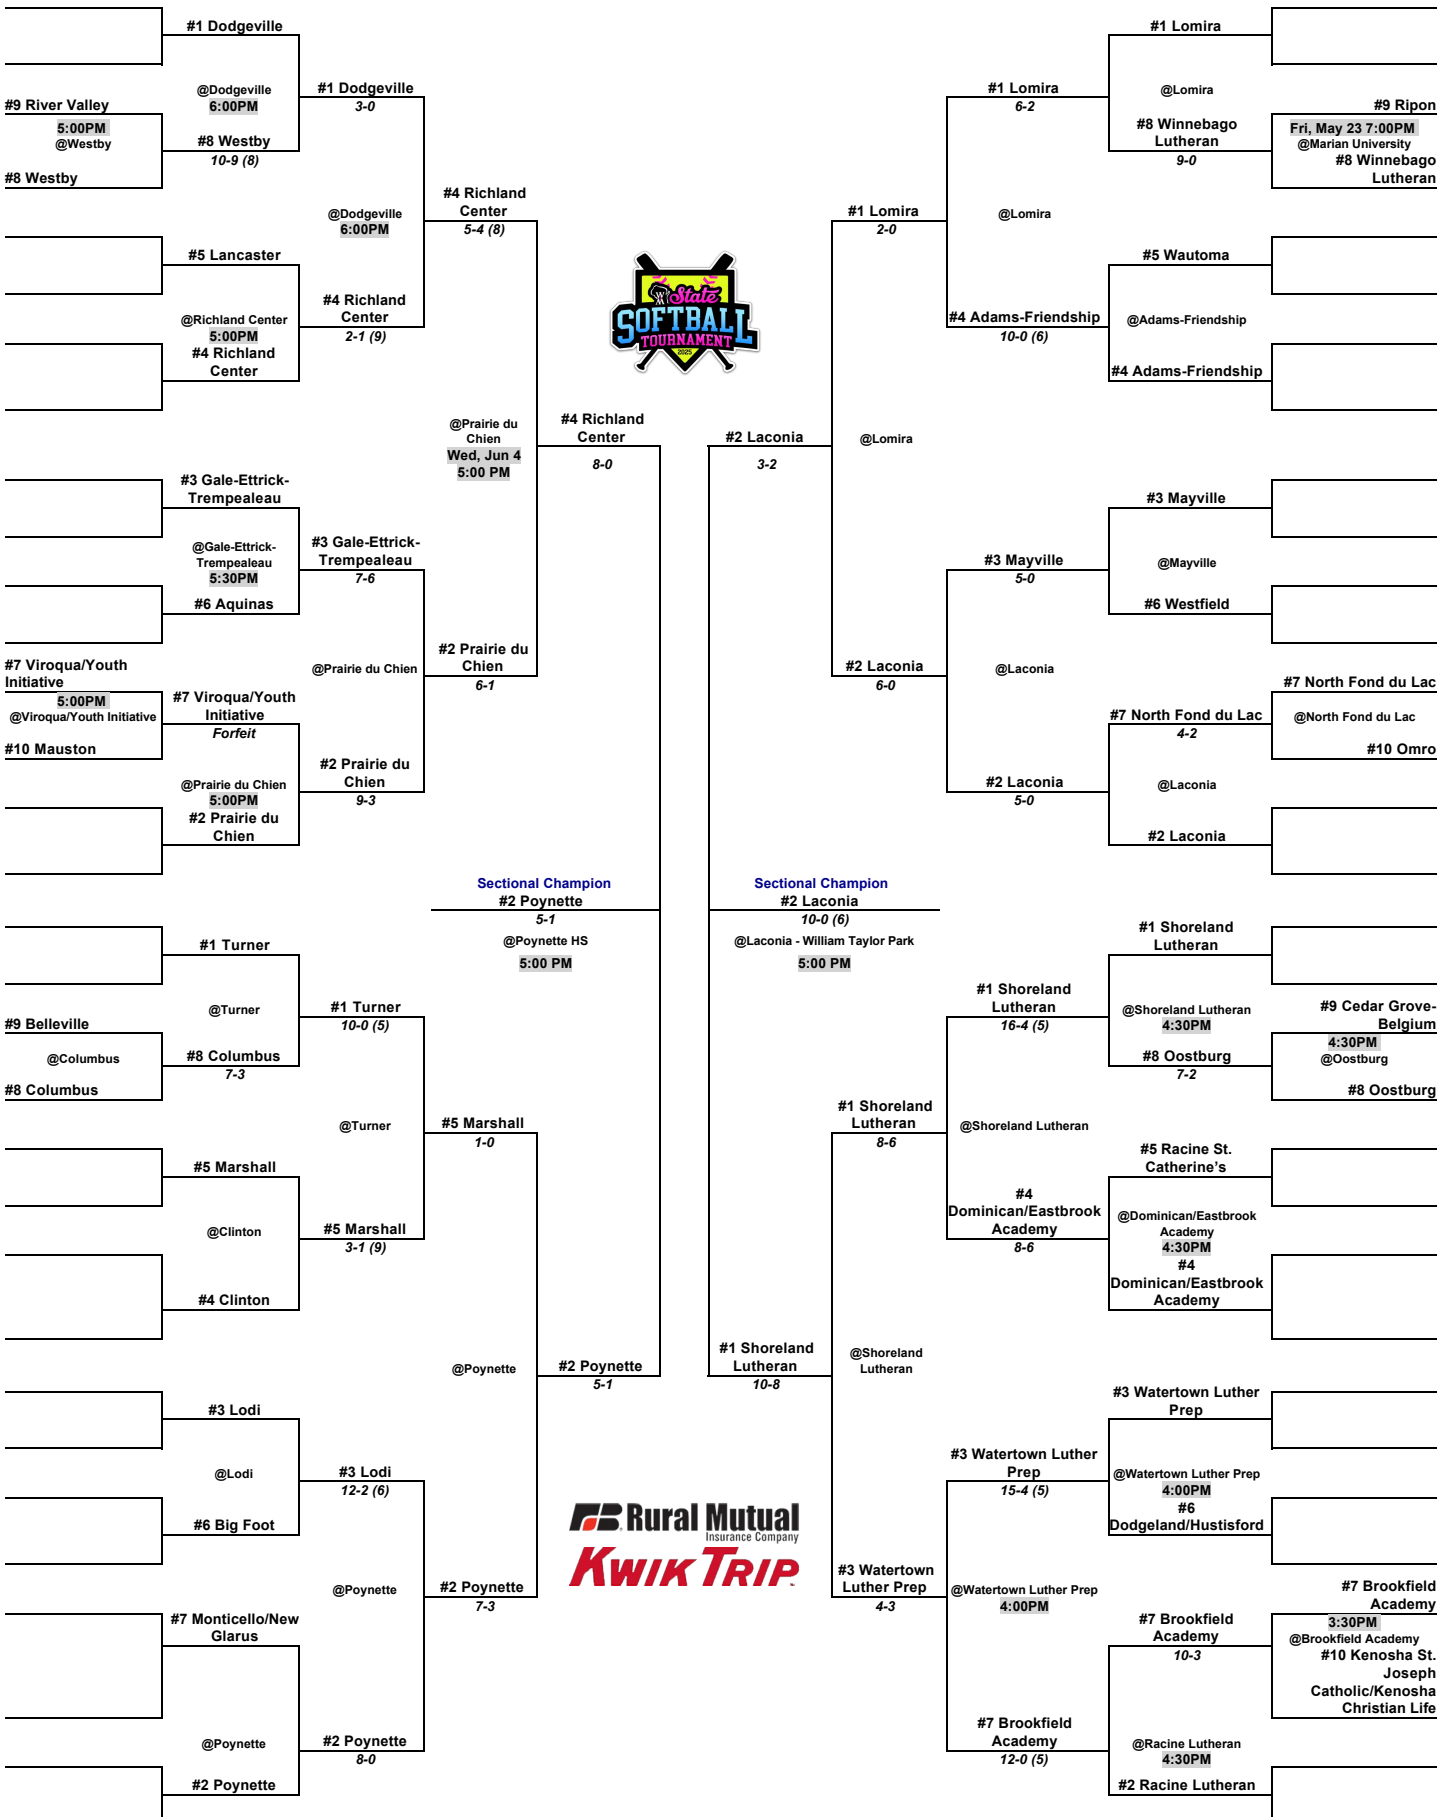 #1 Dodgeville
@Dodgeville
6:00PM
#9 River Valley
5:00PM
@Westby
#8 Westby
#8 Westby
10-9 (8)
#1 Dodgeville
3-0
@Dodgeville
6:00PM
#5 Lancaster
@Richland Center
5:00PM
#4 Richland
Center
#4 Richland
Center
2-1 (9)
#4 Richland
Center
5-4 (8)
@Prairie du
Chien
Wed, Jun 4
5:00 PM
#4 Richland
Center
8-0
#3 Gale-Ettrick-
Trempealeau
@Gale-Ettrick-
Trempealeau
5:30PM
#6 Aquinas
#3 Gale-Ettrick-
Trempealeau
7-6
@Prairie du Chien
#2 Prairie du
Chien
6-1
#7 Viroqua/Youth
Initiative
5:00PM
@Viroqua/Youth Initiative
#10 Mauston
#7 Viroqua/Youth
Initiative
Forfeit
@Prairie du Chien
5:00PM
#2 Prairie du
Chien
#2 Prairie du
Chien
9-3
Sectional Champion
#2 Poynette
5-1
@Poynette HS
5:00 PM
#1 Turner
@Turner
#9 Belleville
@Columbus
#8 Columbus
#8 Columbus
7-3
#1 Turner
10-0 (5)
@Turner
#5 Marshall
1-0
#5 Marshall
@Clinton
#4 Clinton
#5 Marshall
3-1 (9)
@Poynette
#2 Poynette
5-1
#3 Lodi
@Lodi
#6 Big Foot
#3 Lodi
12-2 (6)
@Poynette
#2 Poynette
7-3
#7 Monticello/New
Glarus
@Poynette
#2 Poynette
#2 Poynette
8-0
State
SOFTBALL
TOURNAMENT
2025
Rural Mutual
Insurance Company
KWIK TRIP
#1 Lomira
@Lomira
#9 Ripon
Fri, May 23 7:00PM
@Marian University
#8 Winnebago
Lutheran
#8 Winnebago
Lutheran
9-0
#1 Lomira
6-2
@Lomira
#1 Lomira
2-0
#5 Wautoma
@Adams-Friendship
#4 Adams-Friendship
#4 Adams-Friendship
10-0 (6)
@Lomira
#2 Laconia
3-2
#3 Mayville
@Mayville
#6 Westfield
#3 Mayville
5-0
@Laconia
#2 Laconia
6-0
#7 North Fond du Lac
@North Fond du Lac
#10 Omro
#7 North Fond du Lac
4-2
@Laconia
#2 Laconia
#2 Laconia
5-0
Sectional Champion
#2 Laconia
10-0 (6)
@Laconia - William Taylor Park
5:00 PM
#1 Shoreland
Lutheran
@Shoreland Lutheran
4:30PM
#9 Cedar Grove-
Belgium
4:30PM
@Oostburg
#8 Oostburg
#8 Oostburg
7-2
#1 Shoreland
Lutheran
16-4 (5)
@Shoreland Lutheran
#1 Shoreland
Lutheran
8-6
#5 Racine St.
Catherine's
@Dominican/Eastbrook
Academy
4:30PM
#4
Dominican/Eastbrook
Academy
#4
Dominican/Eastbrook
Academy
8-6
@Shoreland
Lutheran
#1 Shoreland
Lutheran
10-8
#3 Watertown Luther
Prep
@Watertown Luther Prep
4:00PM
#6
Dodgeland/Hustisford
#3 Watertown Luther
Prep
15-4 (5)
@Watertown Luther Prep
4:00PM
#3 Watertown
Luther Prep
4-3
#7 Brookfield
Academy
3:30PM
@Brookfield Academy
#10 Kenosha St.
Joseph
Catholic/Kenosha
Christian Life
#7 Brookfield
Academy
10-3
@Racine Lutheran
4:30PM
#2 Racine Lutheran
#7 Brookfield
Academy
12-0 (5)